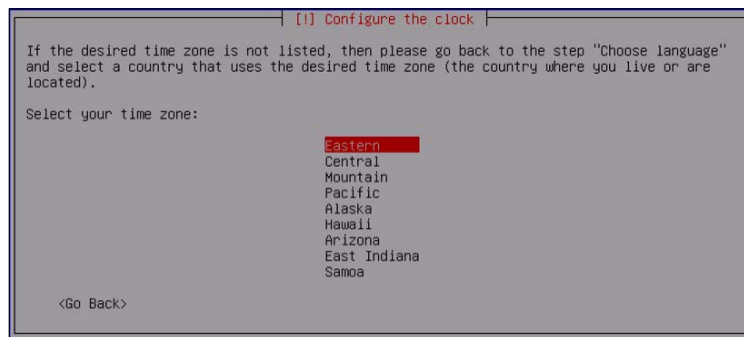 [!] Configure the clock
If the desired time zone is not listed, then please go back to the step "Choose language"
and select a country that uses the desired time zone (the country where you live or are
located).
Select your time zone:
Eastern
Central
Mountain
Pacific
Alaska
Hawaii
Arizona
East Indiana
Samoa
<Go Back>